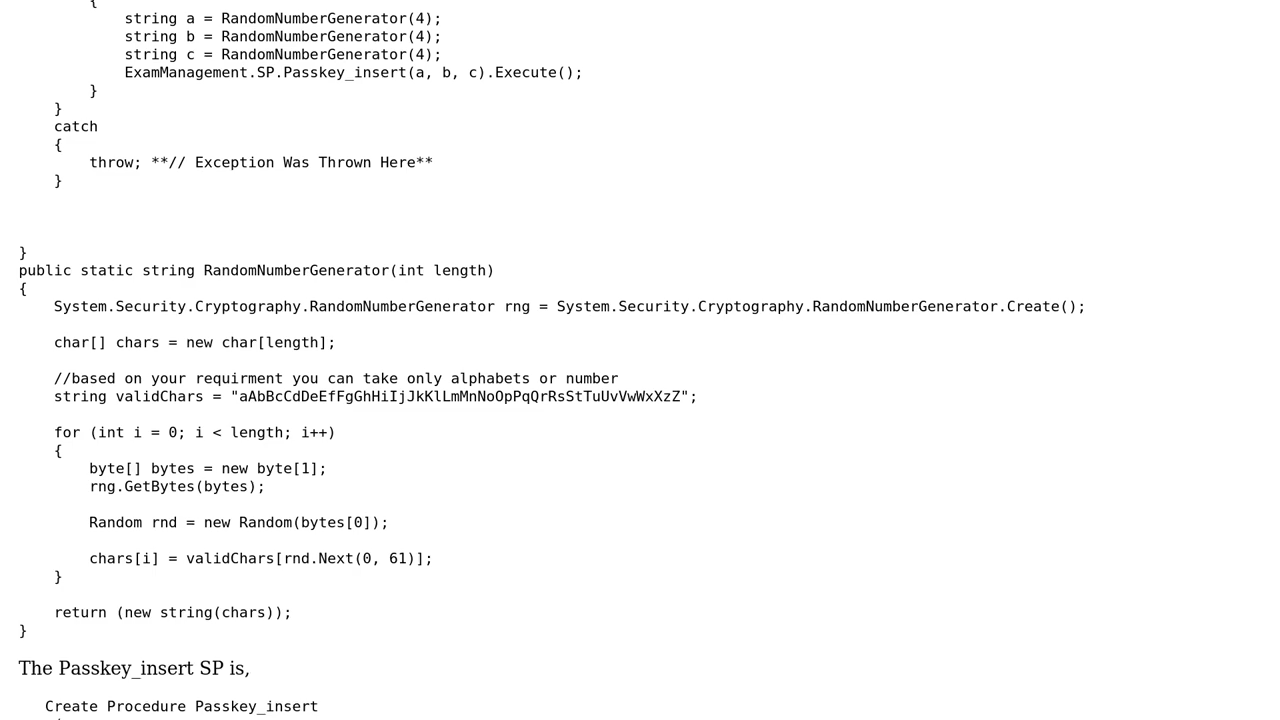 {
string a = RandomNumberGenerator(4);
string b = RandomNumberGenerator(4);
string c = RandomNumberGenerator(4);
ExamManagement.SP.Passkey_insert(a, b, c).Execute();
}
}
catch
{
throw; **// Exception Was Thrown Here**
}
}
public static string RandomNumberGenerator(int length)
{
System.Security.Cryptography.RandomNumberGenerator rng = System.Security.Cryptography.RandomNumberGenerator.Create();
char[] chars = new char[length];
//based on your requirment you can take only alphabets or number
string validChars = "aAbBcCdDeEfFgGhHiIjJkKlLmMnNoOpPqQrRsStTuUvVwWxXzZ";
for (int i = 0; i < length; i++)
{
byte[] bytes = new byte[1];
rng.GetBytes(bytes);
Random rnd = new Random(bytes[0]);
chars[i] = validChars[rnd.Next(0, 61)];
}
return (new string(chars));
}
The Passkey_insert SP is,
Create Procedure Passkey_insert